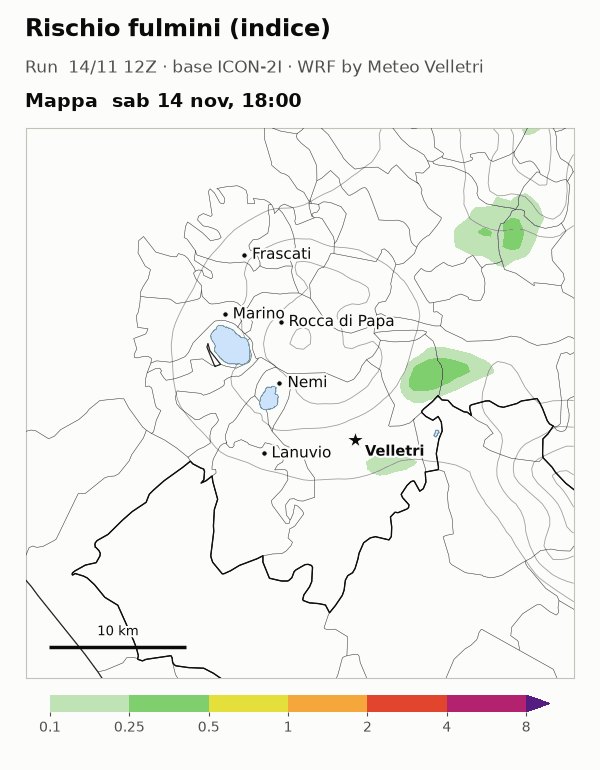 Rischio fulmini (indice)
Run  14/11 12Z · base ICON-2I · WRF by Meteo Velletri
Mappa  sab 14 nov, 18:00
Frascati
Marino
Rocca di Papa
Nemi
Lanuvio
Velletri
10 km
0.1 0.25 0.5 1 2 4 8